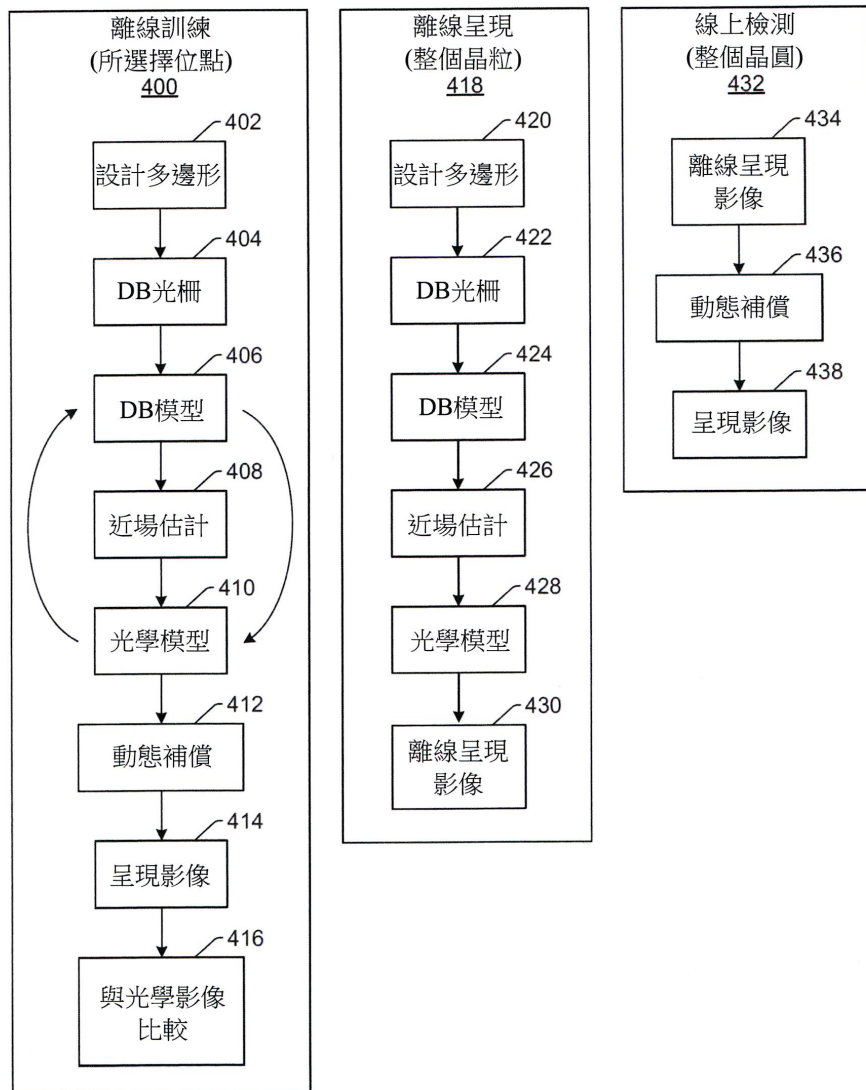 離線訓練
(所選擇位點)
400
402
設計多邊形
404
DB光柵
406
DB模型
408
近場估計
410
光學模型
412
動態補償
414
呈現影像
416
與光學影像
比較
離線呈現
(整個晶粒)
418
420
設計多邊形
422
DB光柵
424
DB模型
426
近場估計
428
光學模型
430
離線呈現
影像
線上檢測
(整個晶圓)
432
434
離線呈現
影像
436
動態補償
438
呈現影像